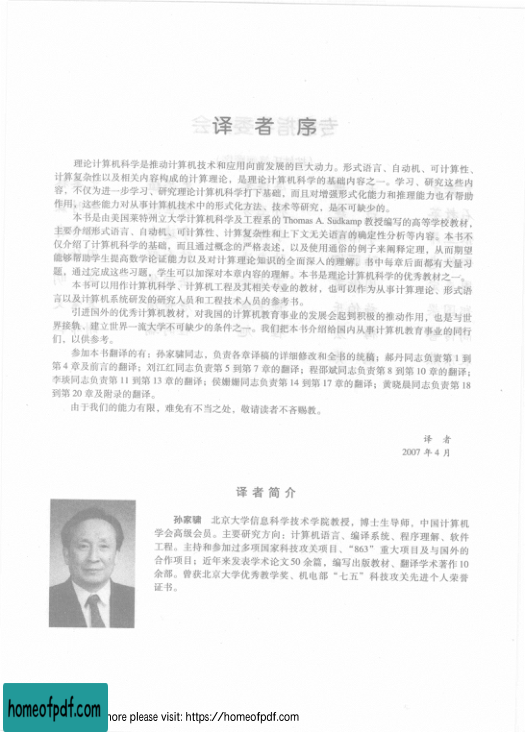 译者序
理论计算机科学是推动计算机技术和应用向前发展的巨大动力。形式语言、自动机、可计算性、
计算复杂性以及相关内容构成的计算理论，是理论计算机科学的基础内容之一。学习、研究这些内
容，不仅为进一步学习、研究理论计算机科学打下基础，而且对增强形式化能力和推理能力也有帮助
作用，这些能力对从事计算机技术中的形式化方法、技术等研究，是不可缺少的。
本书是由美国莱特州立大学计算机科学及工程系的Thomas A. Sudkamp教授编写的高等学校教材，
主要介绍形式语言、自动机、可计算性、计算复杂性和上下文无关语言的确定性分析等内容。本书不
仅介绍了计算机科学的基础，而且通过概念的严格表述，以及使用通俗的例子来阐释定理，从而期望
能够帮助学生提高数学论证能力以及对计算理论知识的全面深入的理解。书中每章后面都有大量习
题，通过完成这些习题，学生可以加深对本章内容的理解。本书是理论计算机科学的优秀教材之一。
本书可以用作计算机科学、计算机工程及其相关专业的教材，也可以作为从事计算理论、形式语
言以及计算机系统研发的研究人员和工程技术人员的参考书。
引进国外的优秀计算机教材，对我国的计算机教育事业的发展会起到积极的推动作用，也是与世
界接轨、建立世界一流大学不可缺少的条件之一。我们把本书介绍给国内从事计算机教育事业的同行
们，以供参考。
参加本书翻译的有：孙家骕同志，负责各章译稿的详细修改和全书的统稿；郝丹同志负责第1到
第4章及前言的翻译；刘江红同志负责第5到第7章的翻译；程邵斌同志负责第8到第10章的翻译；
李琰同志负责第11到第13章的翻译；侯姗姗同志负责第14到第17章的翻译；黄晓晨同志负责第18
到第20章及附录的翻译。
由于我们的能力有限，难免有不当之处，敬请读者不吝赐教。
译 者
2007年4月
译者简介
孙家骕 北京大学信息科学技术学院教授，博士生导师，中国计算机
学会高级会员。主要研究方向：计算机语言、编译系统、程序理解、软件
工程。主持和参加过多项国家科技攻关项目、“863”重大项目及与国外的
合作项目；近年来发表学术论文50余篇，编写出版教材、翻译学术著作10
余部。曾获北京大学优秀教学奖、机电部“七五”科技攻关先进个人荣誉
证书。
homeofpdf.com
more please visit: https://homeofpdf.com